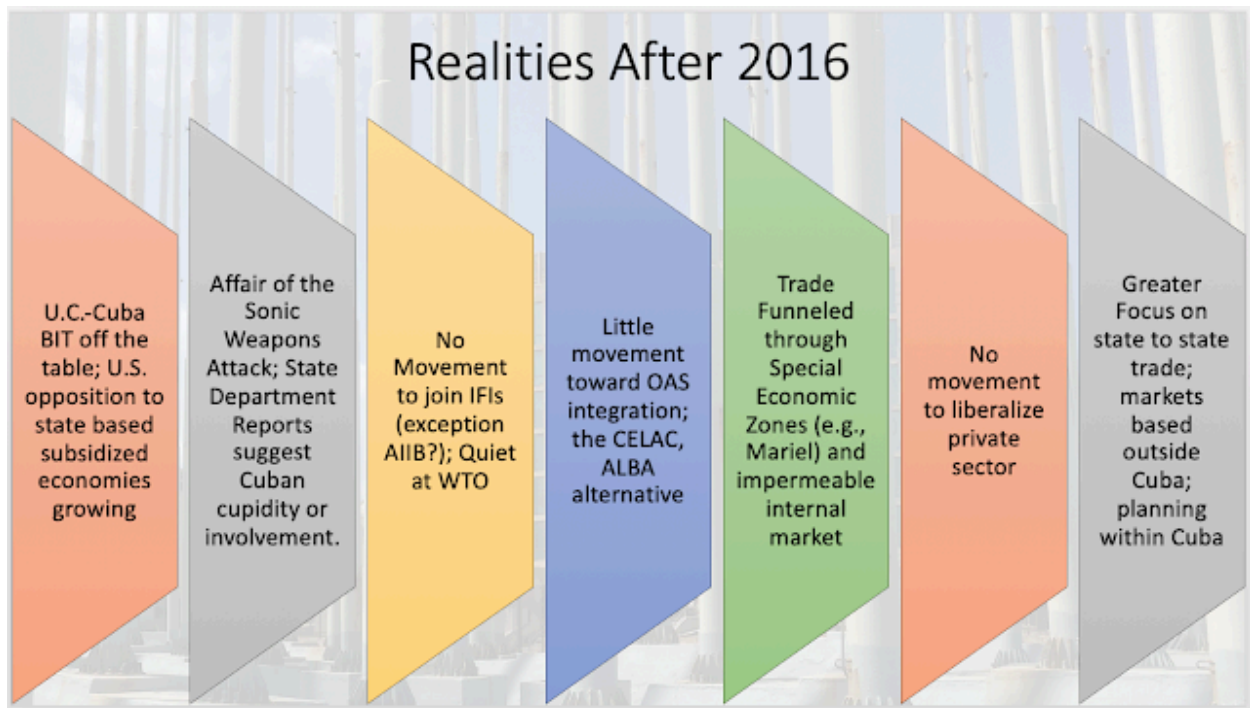 Realities After 2016
U.C.-Cuba
BIT off the
table; U.S.
opposition to
state based
subsidized
economies
growing
Affair of the
Sonic
Weapons
Attack; State
Department
Reports
suggest
Cuban
cupidity or
involvement.
No
Movement
to join IFIs
(exception
AIIB?); Quiet
at WTO
Little
movement
toward OAS
integration;
the CELAC,
ALBA
alternative
Trade
Funneled
through
Special
Economic
Zones (e.g.,
Mariel) and
impermeable
internal
market
No
movement
to liberalize
private
sector
Greater
Focus on
state to state
trade;
markets
based
outside
Cuba;
planning
within Cuba